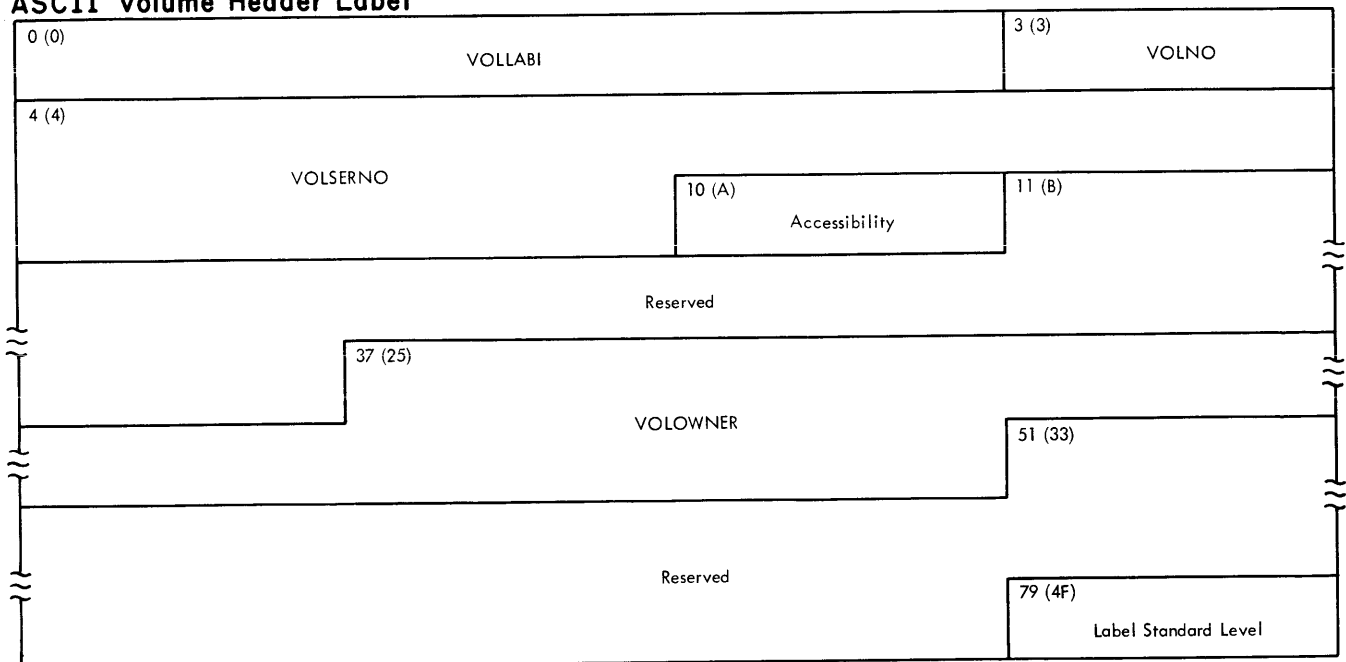 ASCII Volume Header Label
0 (0)
VOLLABI
3 (3)
VOLNO
4 (4)
VOLSERNO
10 (A)
Accessibility
11 (B)
Reserved
37 (25)
VOLOWNER
51 (33)
Reserved
79 (4F)
Label Standard Level